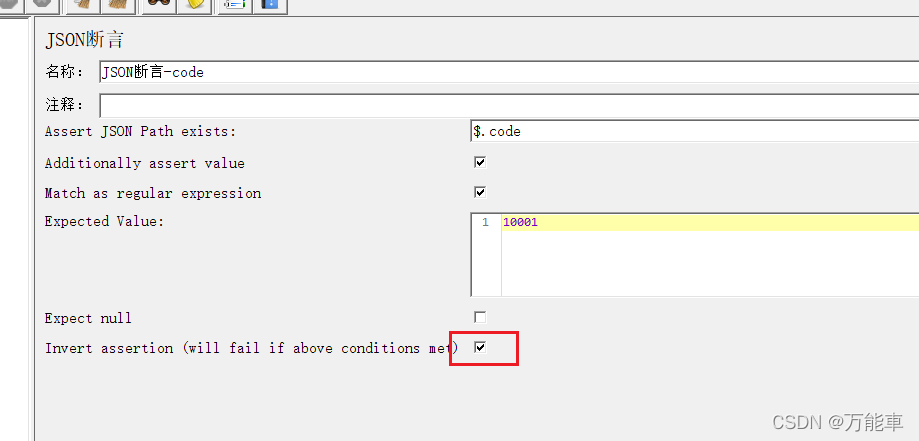 JSON断言
名称： JSON断言-code
注释：
Assert JSON Path exists: $.code
Additionally assert value
Match as regular expression
Expected Value: 1 10001
Expect null
Invert assertion (will fail if above conditions met)
CSDN @万能車